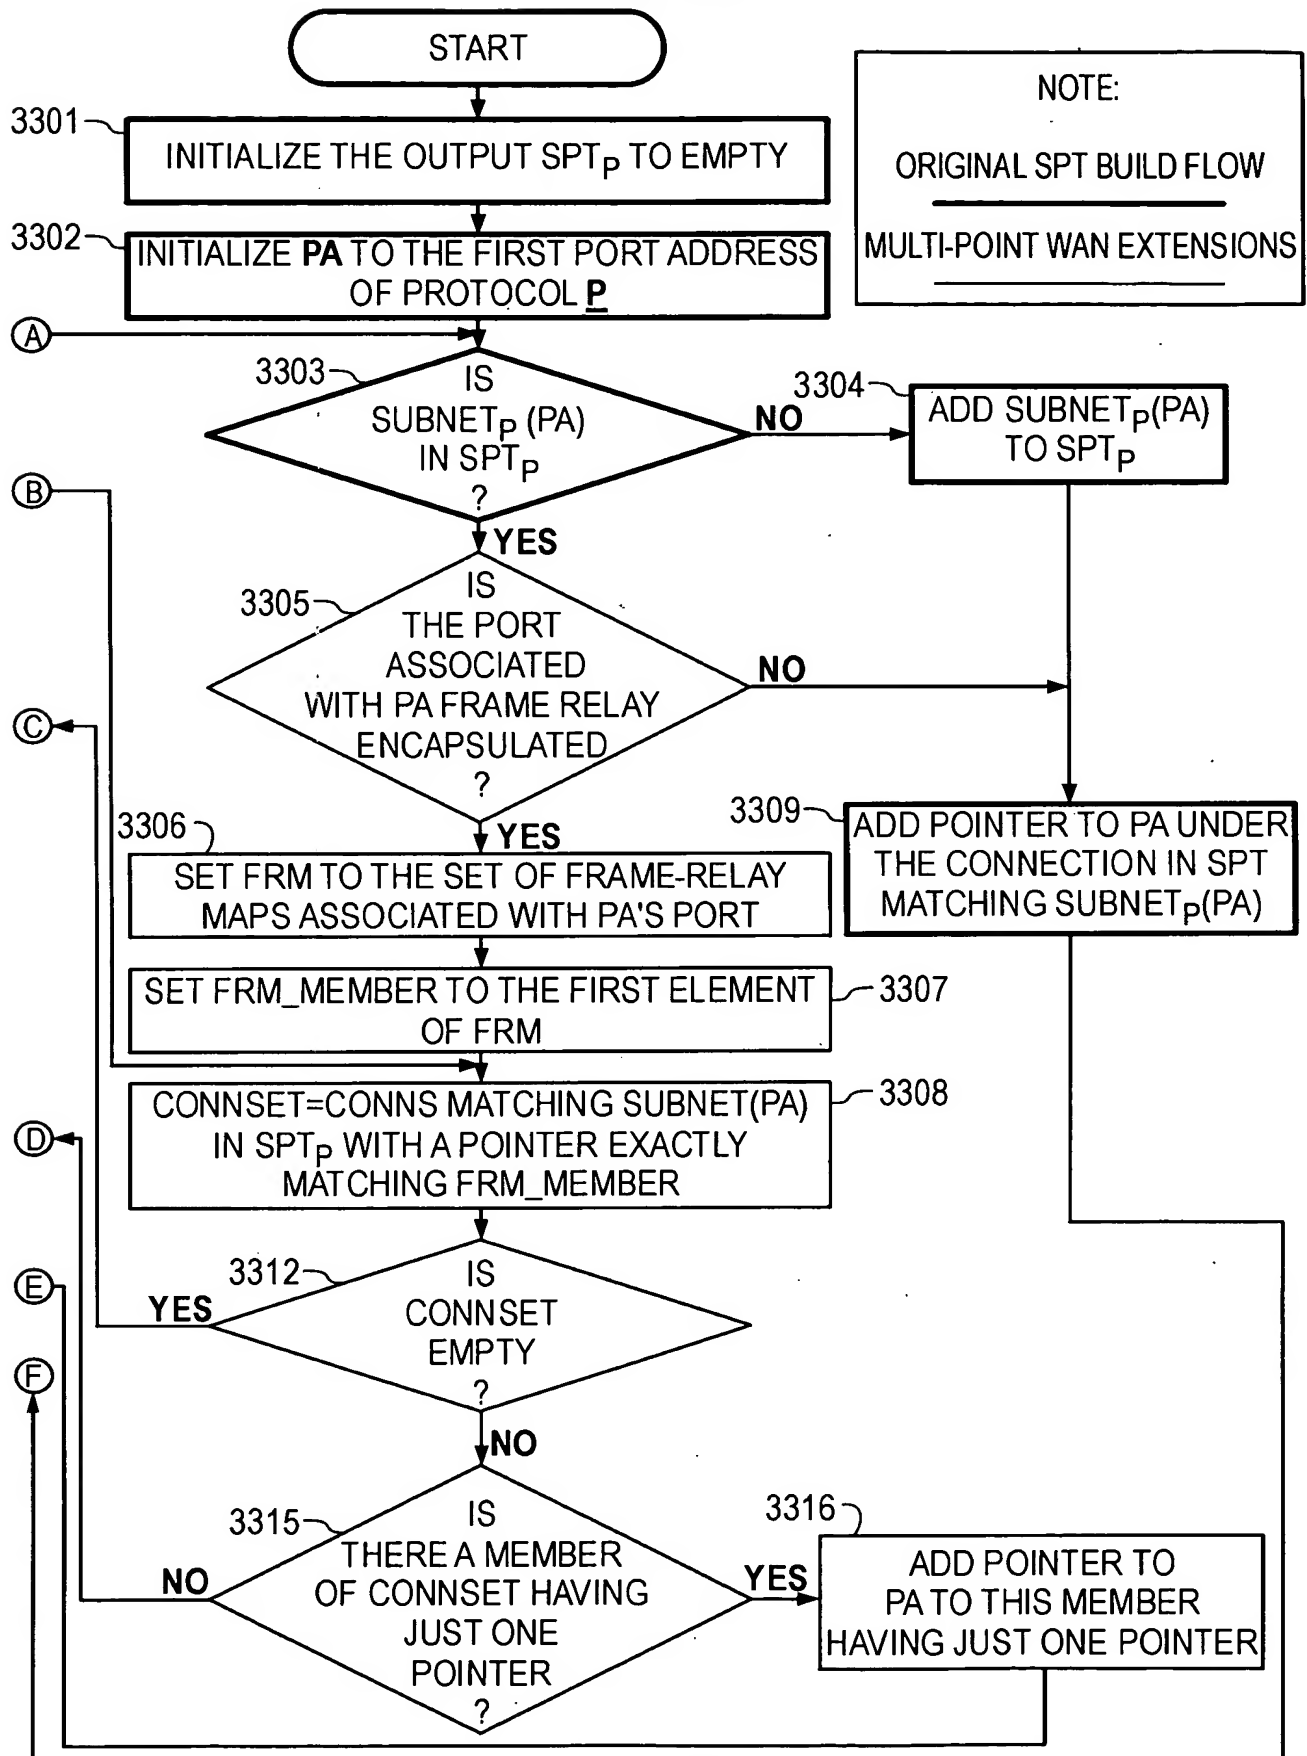 START
NOTE:
ORIGINAL SPT BUILD FLOW
MULTI-POINT WAN EXTENSIONS
3301
INITIALIZE THE OUTPUT SPTP TO EMPTY
3302
INITIALIZE PA TO THE FIRST PORT ADDRESS
OF PROTOCOL P
A
3303
IS
SUBNETP (PA)
IN SPTP
?
NO
3304
ADD SUBNETP(PA)
TO SPTP
B
YES
3305
IS
THE PORT
ASSOCIATED
WITH PA FRAME RELAY
ENCAPSULATED
?
NO
C
YES
3306
SET FRM TO THE SET OF FRAME-RELAY
MAPS ASSOCIATED WITH PA'S PORT
3309
ADD POINTER TO PA UNDER
THE CONNECTION IN SPT
MATCHING SUBNETP(PA)
SET FRM_MEMBER TO THE FIRST ELEMENT
OF FRM
3307
CONNSET=CONNS MATCHING SUBNET(PA)
IN SPTP WITH A POINTER EXACTLY
MATCHING FRM_MEMBER
3308
D
3312
IS
CONNSET
EMPTY
?
YES
E
F
NO
3315
IS
THERE A MEMBER
OF CONNSET HAVING
JUST ONE
POINTER
?
NO
YES
3316
ADD POINTER TO
PA TO THIS MEMBER
HAVING JUST ONE POINTER